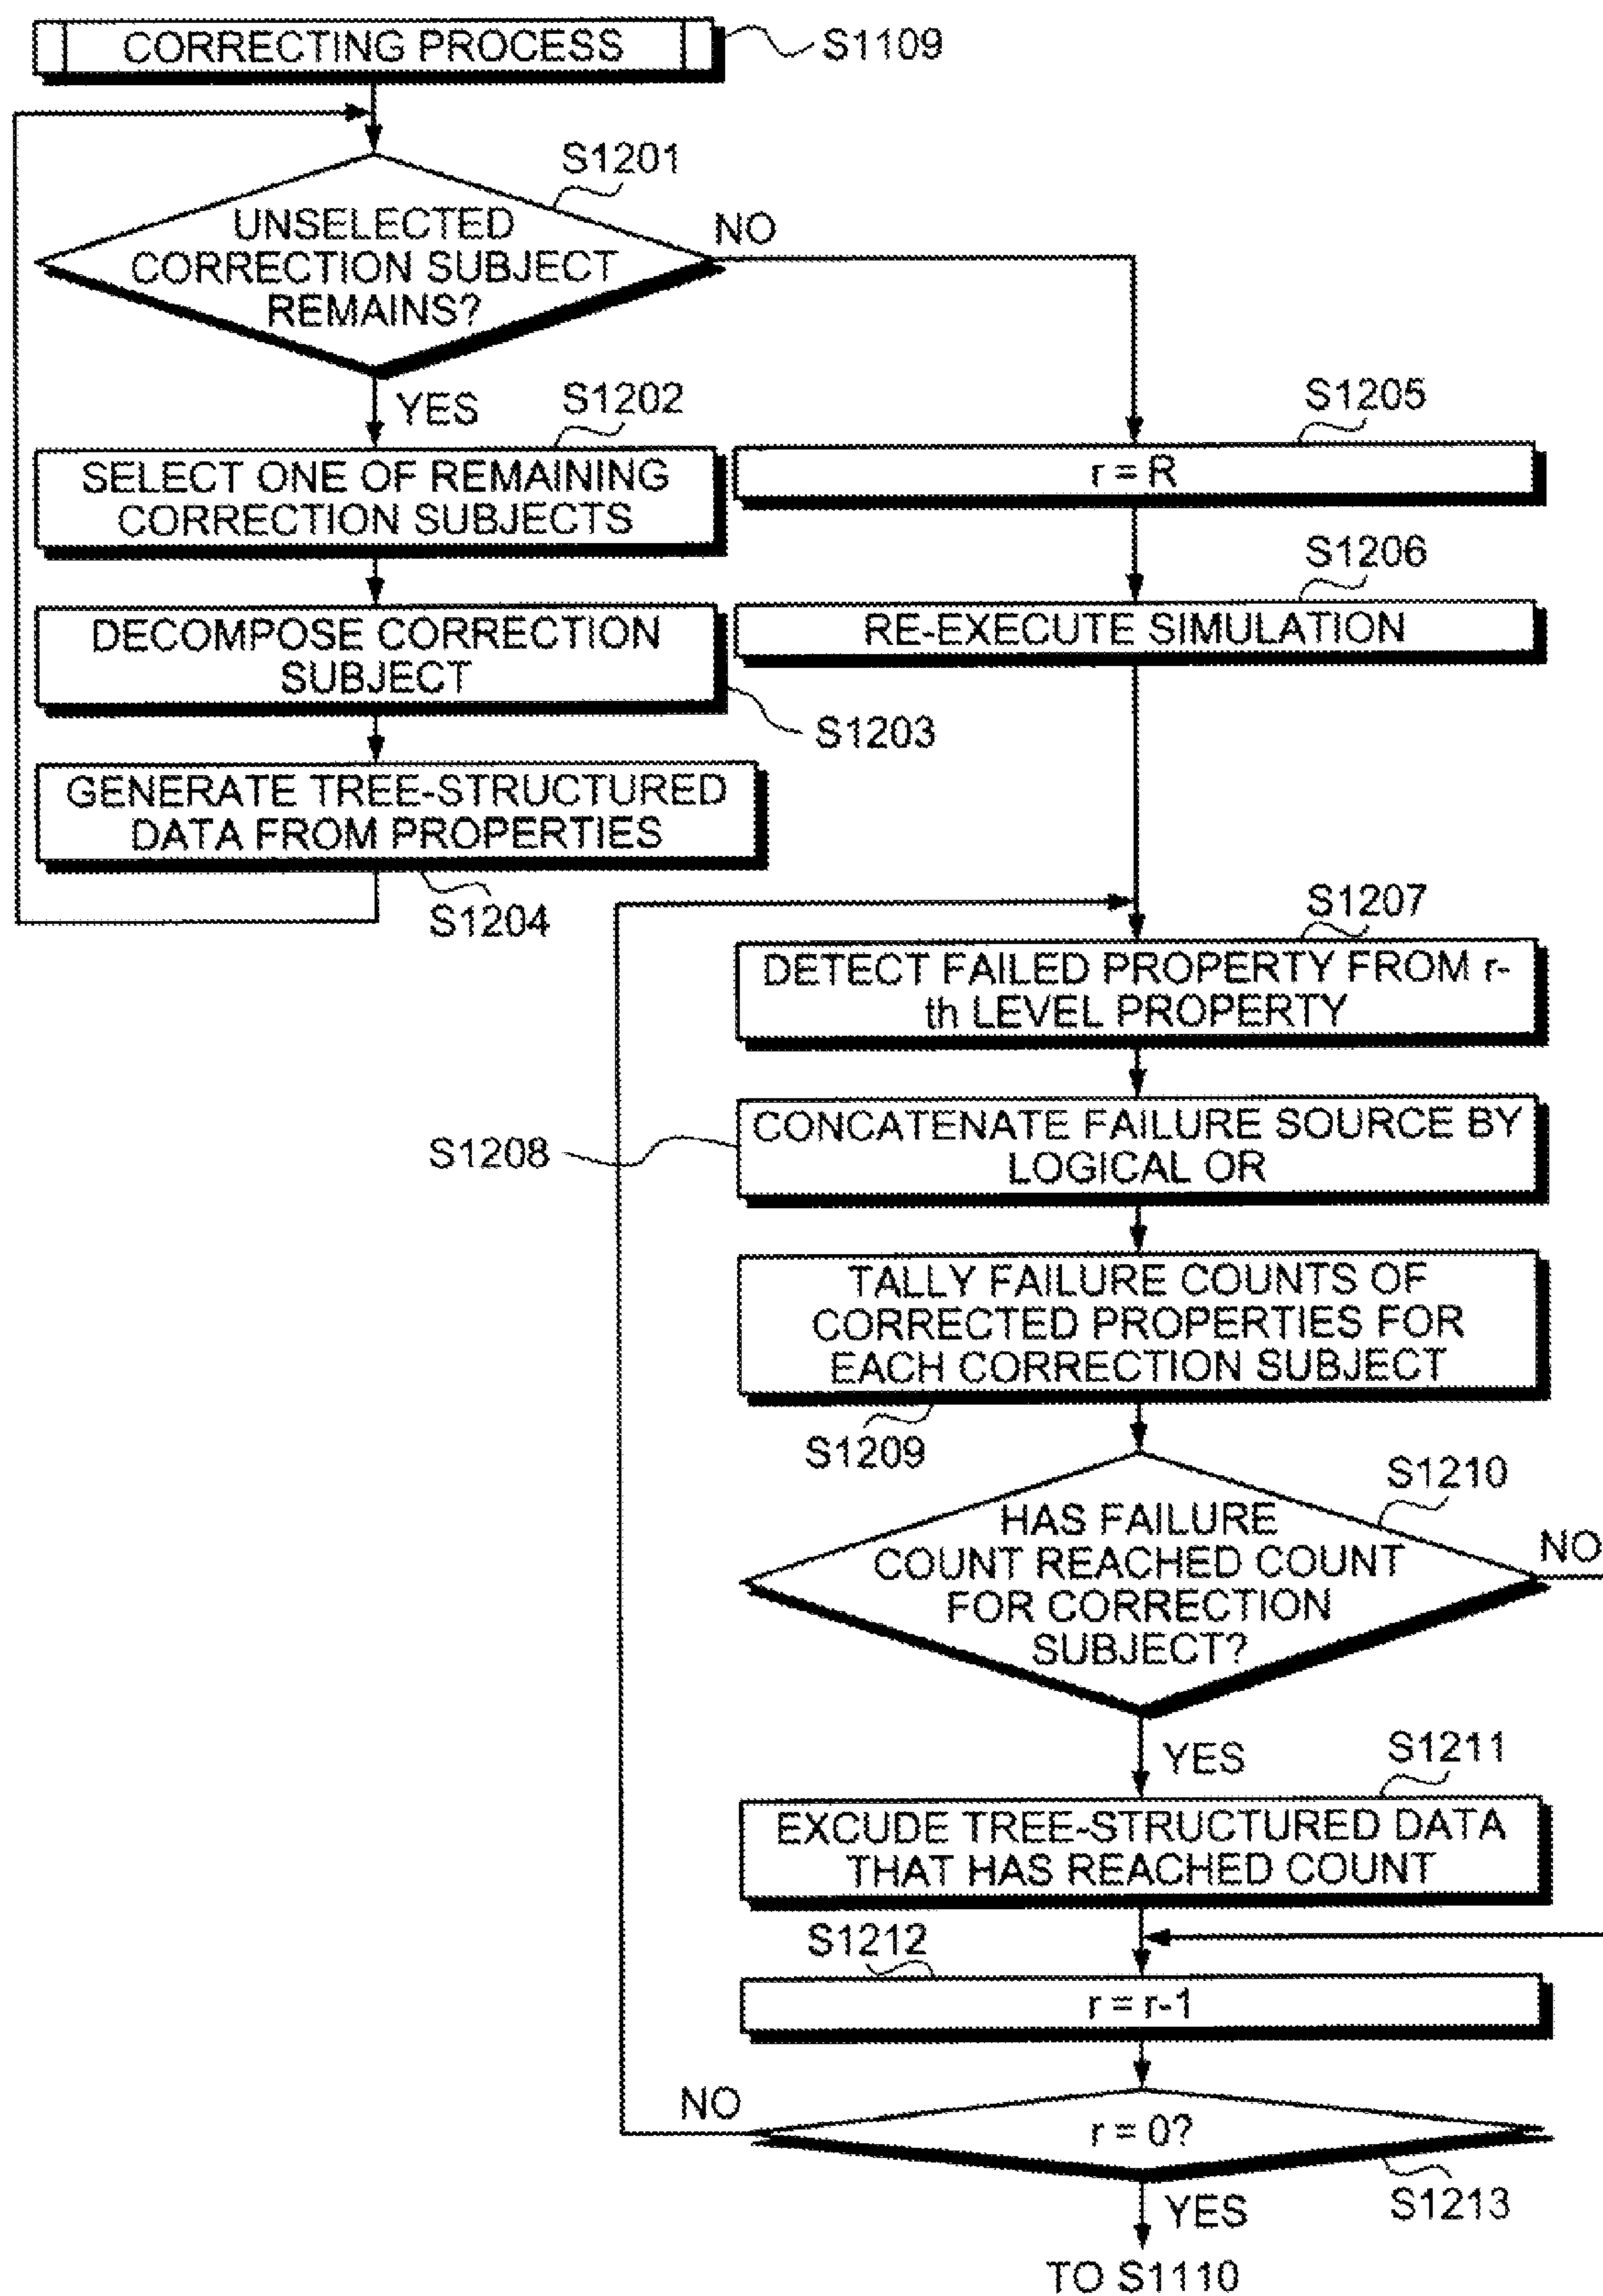 CORRECTING PROCESS
S1109
S1201
UNSELECTED
CORRECTION SUBJECT
REMAINS?
NO
YES
S1202
SELECT ONE OF REMAINING
CORRECTION SUBJECTS
DECOMPOSE CORRECTION
SUBJECT
S1203
GENERATE TREE-STRUCTURED
DATA FROM PROPERTIES
S1204
S1205
r = R
S1206
RE-EXECUTE SIMULATION
S1207
DETECT FAILED PROPERTY FROM r-
th LEVEL PROPERTY
S1208
CONCATENATE FAILURE SOURCE BY
LOGICAL OR
TALLY FAILURE COUNTS OF
CORRECTED PROPERTIES FOR
EACH CORRECTION SUBJECT
S1209
S1210
HAS FAILURE
COUNT REACHED COUNT
FOR CORRECTION
SUBJECT?
NO
YES
S1211
EXCUDE TREE-STRUCTURED DATA
THAT HAS REACHED COUNT
S1212
r = r-1
NO
r = 0?
S1213
YES
TO S1110